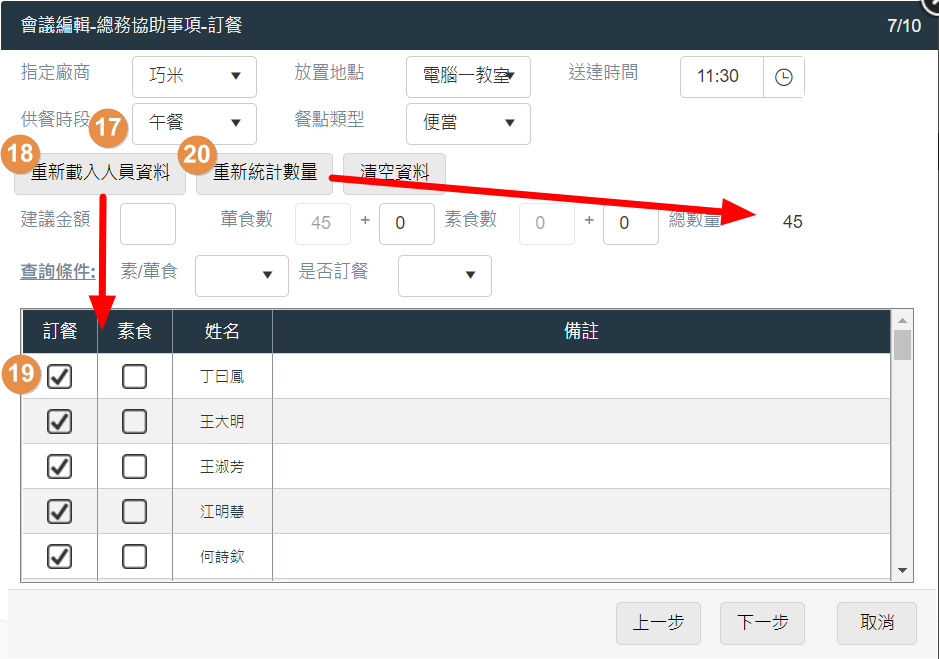 會議編輯-總務協助事項-訂餐 7/10
指定廠商 巧米 放置地點 電腦一教室 送達時間 11:30
供餐時段 17 午餐 餐點類型 便當
18 重新載入人員資料 20 重新統計數量 清空資料
建議金額 葷食數 45 + 0 素食數 0 + 0 總數量 45
查詢條件: 素/葷食 是否訂餐
訂餐 素食 姓名 備註
19 丁曰鳳
王大明
王淑芳
江明慧
何詩欽
上一步 下一步 取消